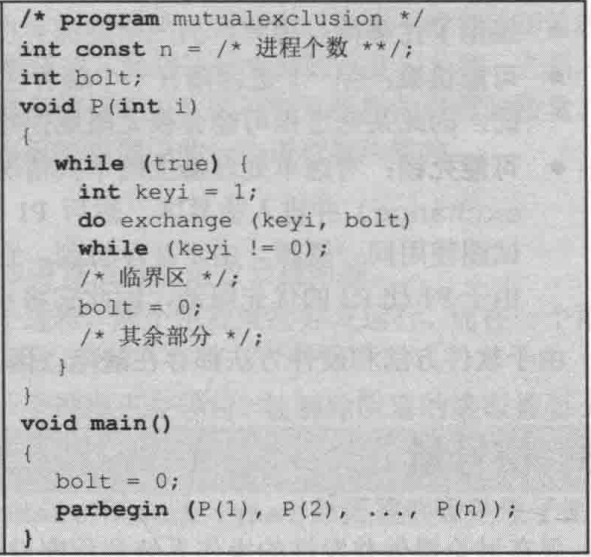 /* program mutualexclusion */
int const n = /* 进程个数 **/;
int bolt;
void P(int i)
{
while (true) {
int keyi = 1;
do exchange (keyi, bolt)
while (keyi != 0);
/* 临界区 */;
bolt = 0;
/* 其余部分 */;
}
}
void main()
{
bolt = 0;
parbegin (P(1), P(2), ..., P(n));
}